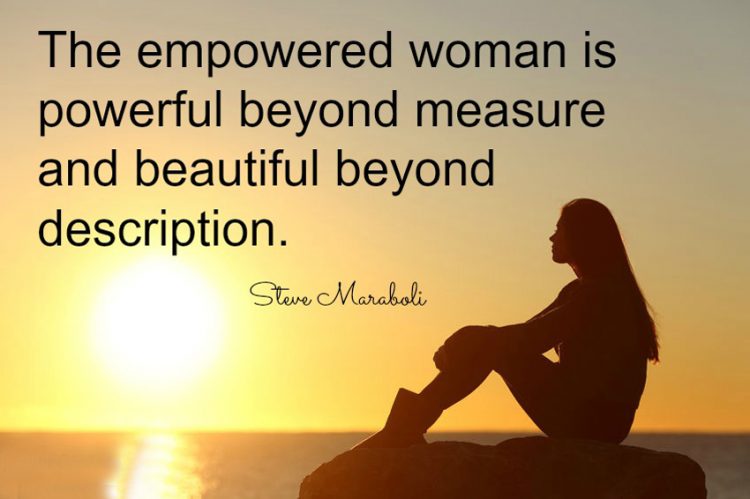 The empowered woman is
powerful beyond measure
and beautiful beyond
description.
Steve Maraboli